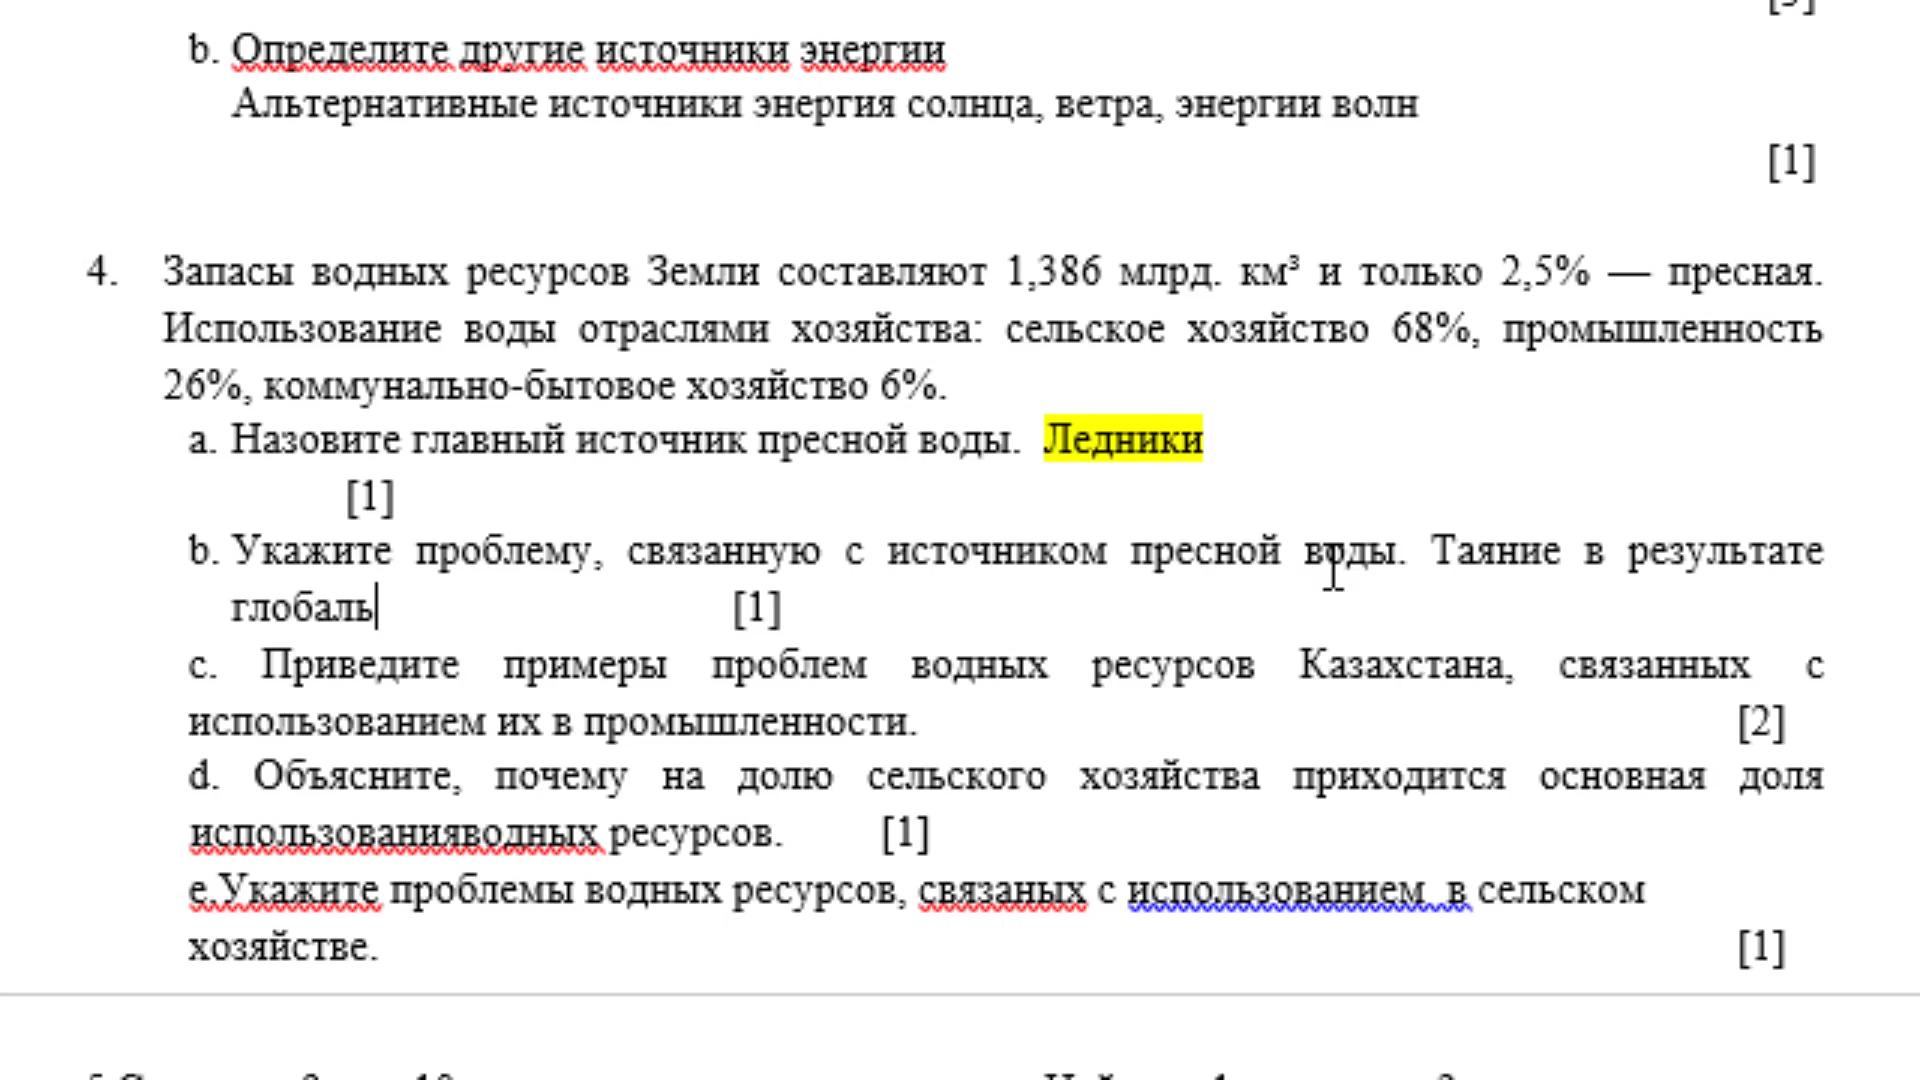 b. Определите другие источники энергии
Альтернативные источники энергия солнца, ветра, энергии волн
[1]
4. Запасы водных ресурсов Земли составляют 1,386 млрд. км³ и только 2,5% — пресная.
Использование воды отраслями хозяйства: сельское хозяйство 68%, промышленность
26%, коммунально-бытовое хозяйство 6%.
a. Назовите главный источник пресной воды. Ледники
[1]
b. Укажите проблему, связанную с источником пресной воды. Таяние в результате
глобаль [1]
c. Приведите примеры проблем водных ресурсов Казахстана, связанных с
использованием их в промышленности. [2]
d. Объясните, почему на долю сельского хозяйства приходится основная доля
использованияводных ресурсов. [1]
e.Укажите проблемы водных ресурсов, связаных с использованием в сельском
хозяйстве. [1]